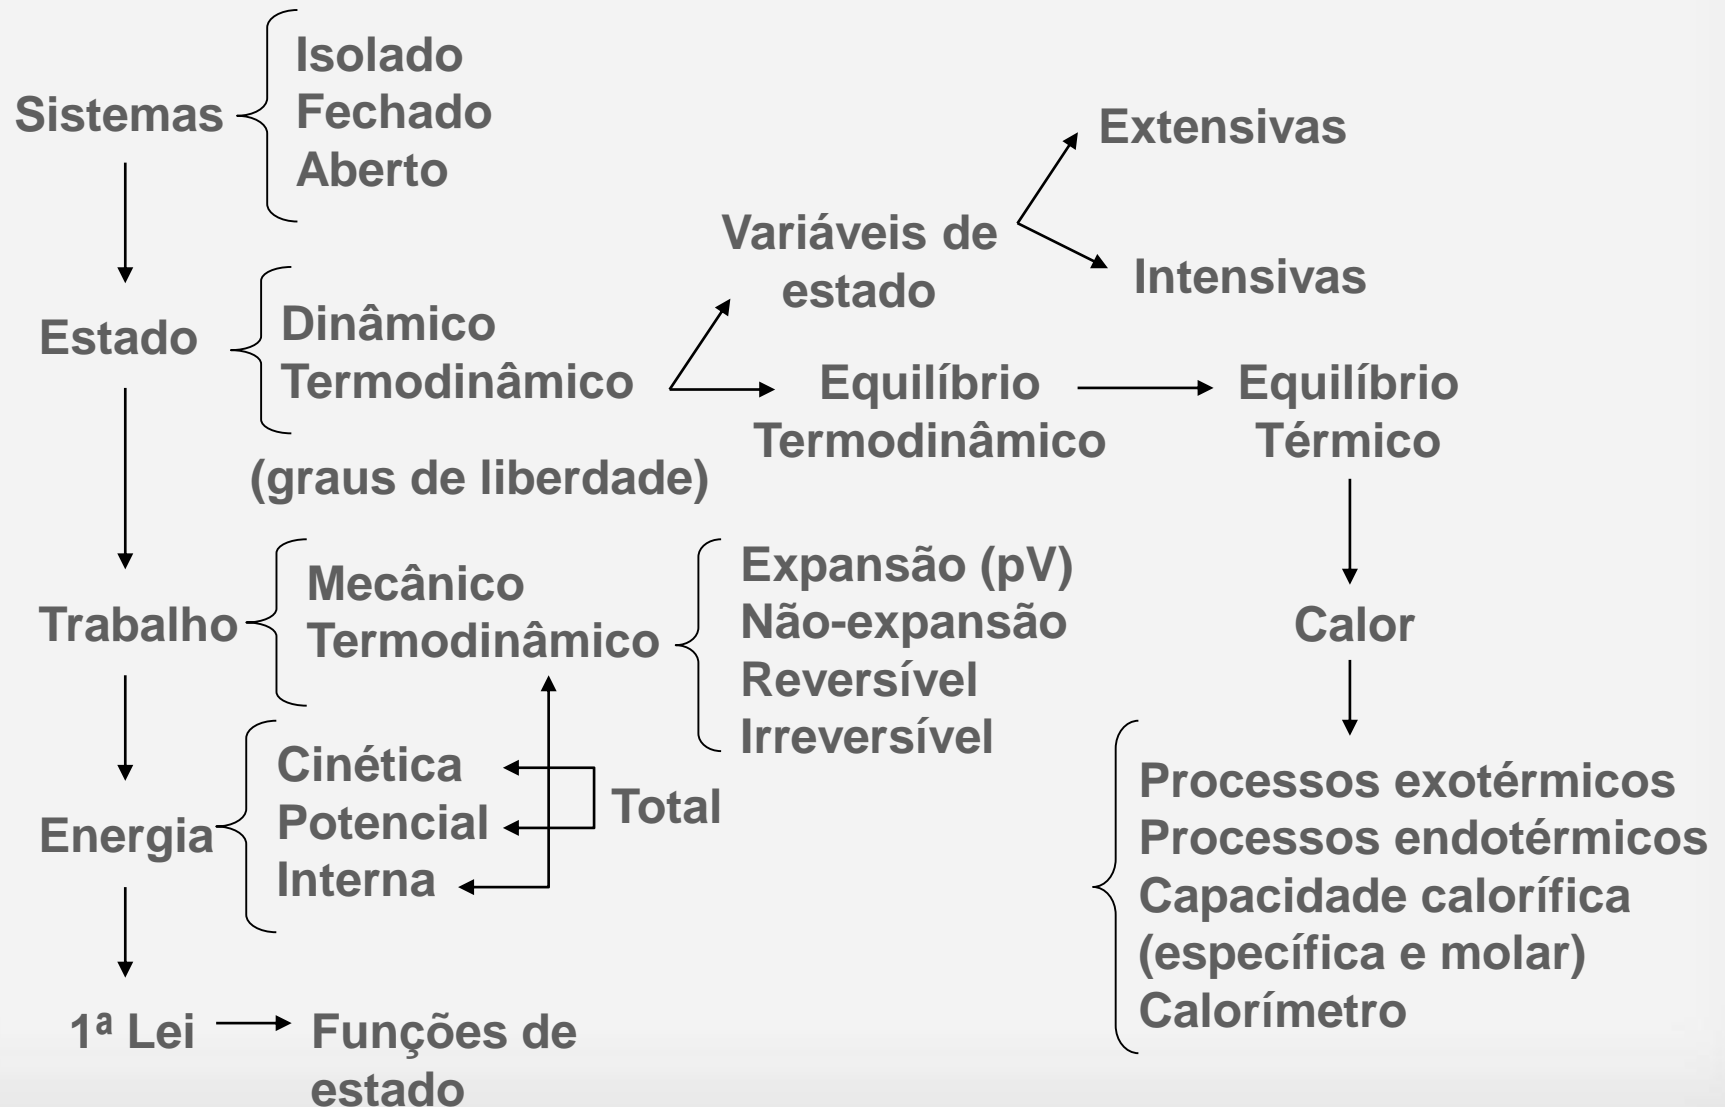 Sistemas
Isolado
Fechado
Aberto
Extensivas
Variáveis de
estado
Intensivas
Estado
Dinâmico
Termodinâmico
(graus de liberdade)
Equilíbrio
Termodinâmico
Equilíbrio
Térmico
Trabalho
Mecânico
Termodinâmico
Expansão (pV)
Não-expansão
Reversível
Irreversível
Calor
Energia
Cinética
Potencial
Interna
Total
Processos exotérmicos
Processos endotérmicos
Capacidade calorífica
(específica e molar)
Calorímetro
1ª Lei
Funções de
estado